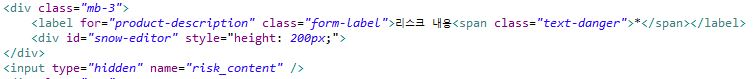 <div class="mb-3">
<label for="product-description" class="form-label">리스크 내용<span class="text-danger">*</span></label>
<div id="snow-editor" style="height: 200px;">
</div>
<input type="hidden" name="risk_content" />